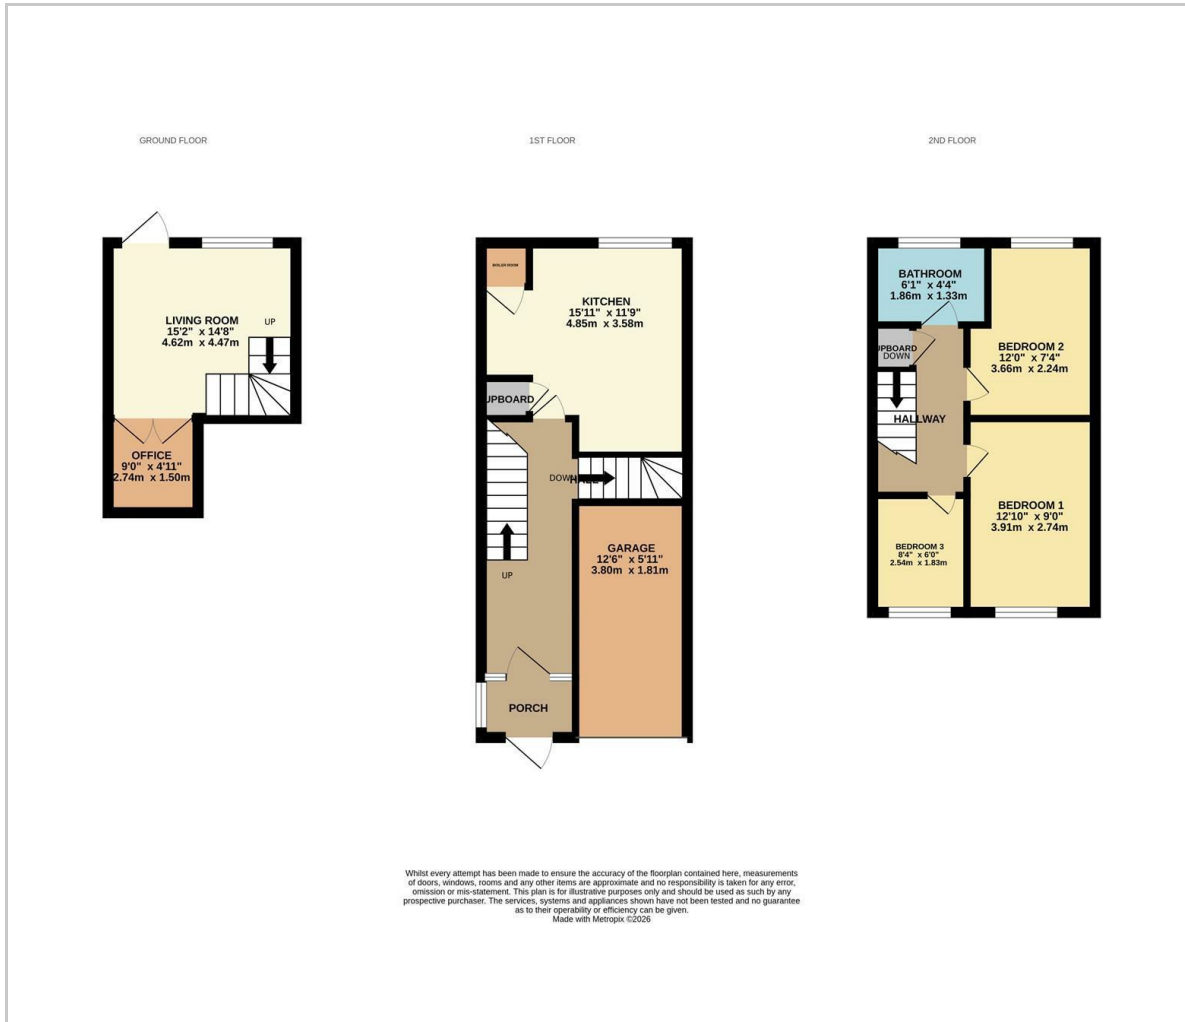 GROUND FLOOR
LIVING ROOM
15'2" x 14'8"
4.62m x 4.47m
UP
OFFICE
9'0" x 4'11"
2.74m x 1.50m
1ST FLOOR
BOILER ROOM
KITCHEN
15'11" x 11'9"
4.85m x 3.58m
UPBOARD
DOWN
HALL
UP
GARAGE
12'6" x 5'11"
3.80m x 1.81m
PORCH
2ND FLOOR
BATHROOM
6'1" x 4'4"
1.86m x 1.33m
UPBOARD
DOWN
BEDROOM 2
12'0" x 7'4"
3.66m x 2.24m
HALLWAY
BEDROOM 1
12'10" x 9'0"
3.91m x 2.74m
BEDROOM 3
8'4" x 6'0"
2.54m x 1.83m
Whilst every attempt has been made to ensure the accuracy of the floorplan contained here, measurements
of doors, windows, rooms and any other items are approximate and no responsibility is taken for any error,
omission or mis-statement. This plan is for illustrative purposes only and should be used as such by any
prospective purchaser. The services, systems and appliances shown have not been tested and no guarantee
as to their operability or efficiency can be given.
Made with Metropix ©2026